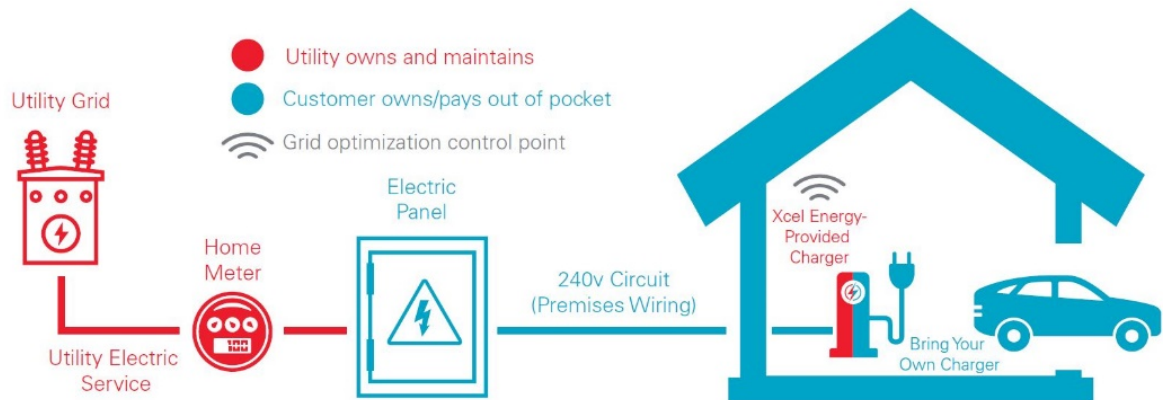 Utility owns and maintains
Customer owns/pays out of pocket
Grid optimization control point
Utility Grid
Utility Electric
Service
Home
Meter
100
Electric
Panel
240v Circuit
(Premises Wiring)
Xcel Energy-
Provided
Charger
Bring Your
Own Charger